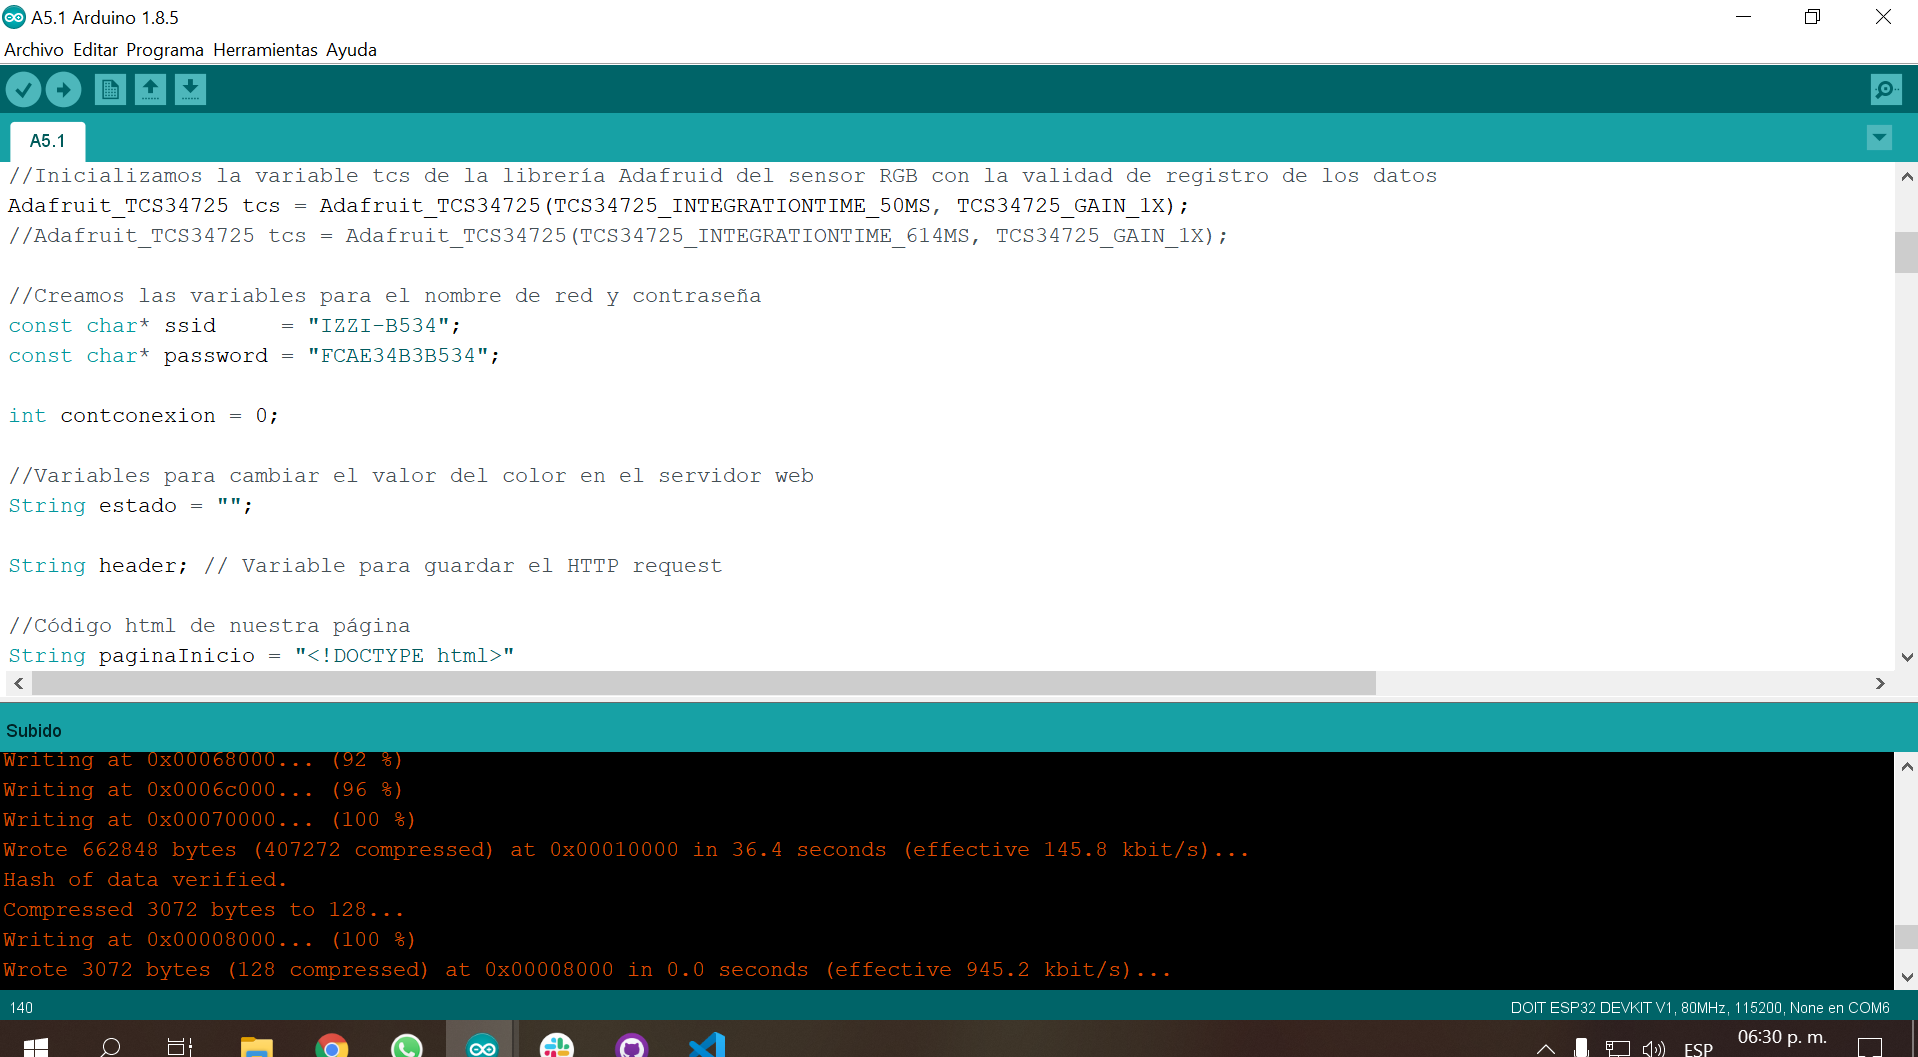 A5.1 Arduino 1.8.5
Archivo Editar Programa Herramientas Ayuda
A5.1
//Inicializamos la variable tcs de la librería Adafruid del sensor RGB con la validad de registro de los datos
Adafruit_TCS34725 tcs = Adafruit_TCS34725(TCS34725_INTEGRATIONTIME_50MS, TCS34725_GAIN_1X);
//Adafruit_TCS34725 tcs = Adafruit_TCS34725(TCS34725_INTEGRATIONTIME_614MS, TCS34725_GAIN_1X);
//Creamos las variables para el nombre de red y contraseña
const char* ssid     = "IZZI-B534";
const char* password = "FCAE34B3B534";
int contconexion = 0;
//Variables para cambiar el valor del color en el servidor web
String estado = "";
String header; // Variable para guardar el HTTP request
//Código html de nuestra página
String paginaInicio = "<!DOCTYPE html>"
Subido
Writing at 0x00068000... (92 %)
Writing at 0x0006c000... (96 %)
Writing at 0x00070000... (100 %)
Wrote 662848 bytes (407272 compressed) at 0x00010000 in 36.4 seconds (effective 145.8 kbit/s)...
Hash of data verified.
Compressed 3072 bytes to 128...
Writing at 0x00008000... (100 %)
Wrote 3072 bytes (128 compressed) at 0x00008000 in 0.0 seconds (effective 945.2 kbit/s)...
140
DOIT ESP32 DEVKIT V1, 80MHz, 115200, None en COM6
06:30 p. m.
ESP